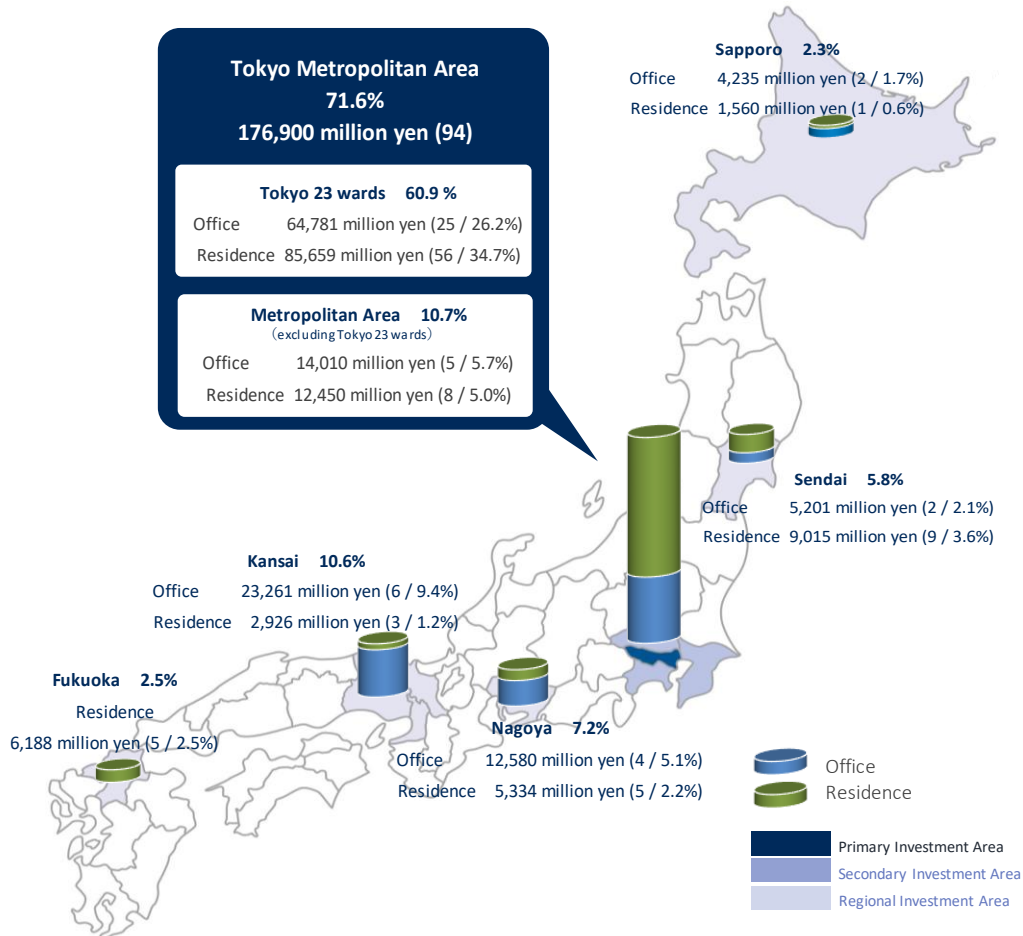 Tokyo Metropolitan Area
71.6%
176,900 million yen (94)
Tokyo 23 wards 60.9 %
Office 64,781 million yen (25 / 26.2%)
Residence 85,659 million yen (56 / 34.7%)
Metropolitan Area 10.7%
(excluding Tokyo 23 wards)
Office 14,010 million yen (5 / 5.7%)
Residence 12,450 million yen (8 / 5.0%)
Sapporo 2.3%
Office 4,235 million yen (2 / 1.7%)
Residence 1,560 million yen (1 / 0.6%)
Sendai 5.8%
Office 5,201 million yen (2 / 2.1%)
Residence 9,015 million yen (9 / 3.6%)
Kansai 10.6%
Office 23,261 million yen (6 / 9.4%)
Residence 2,926 million yen (3 / 1.2%)
Fukuoka 2.5%
Residence
6,188 million yen (5 / 2.5%)
Nagoya 7.2%
Office 12,580 million yen (4 / 5.1%)
Residence 5,334 million yen (5 / 2.2%)
Office
Residence
Primary Investment Area
Secondary Investment Area
Regional Investment Area